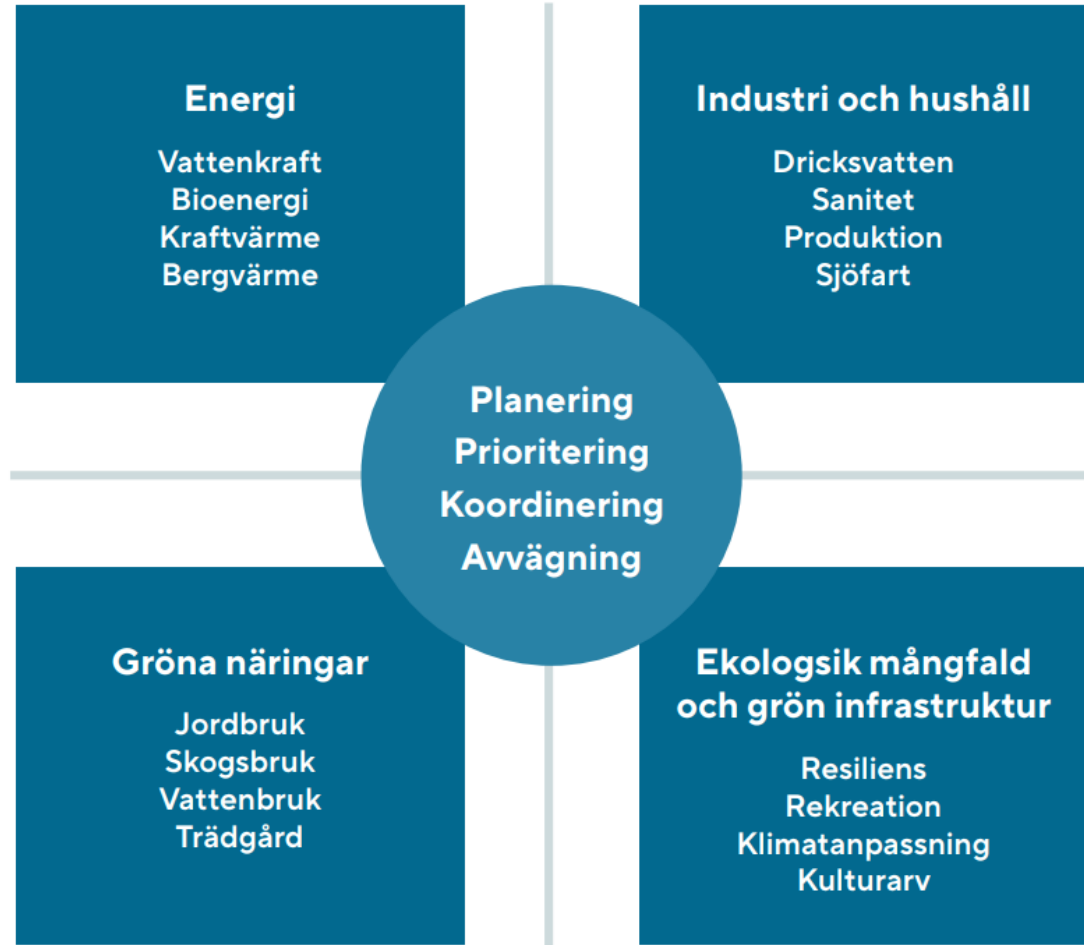 Energi
Vattenkraft
Bioenergi
Kraftvärme
Bergvärme
Industri och hushåll
Dricksvatten
Sanitet
Produktion
Sjöfart
Planering
Prioritering
Koordinering
Avvägning
Gröna näringar
Jordbruk
Skogsbruk
Vattenbruk
Trädgård
Ekologsik mångfald
och grön infrastruktur
Resiliens
Rekreation
Klimatanpassning
Kulturarv